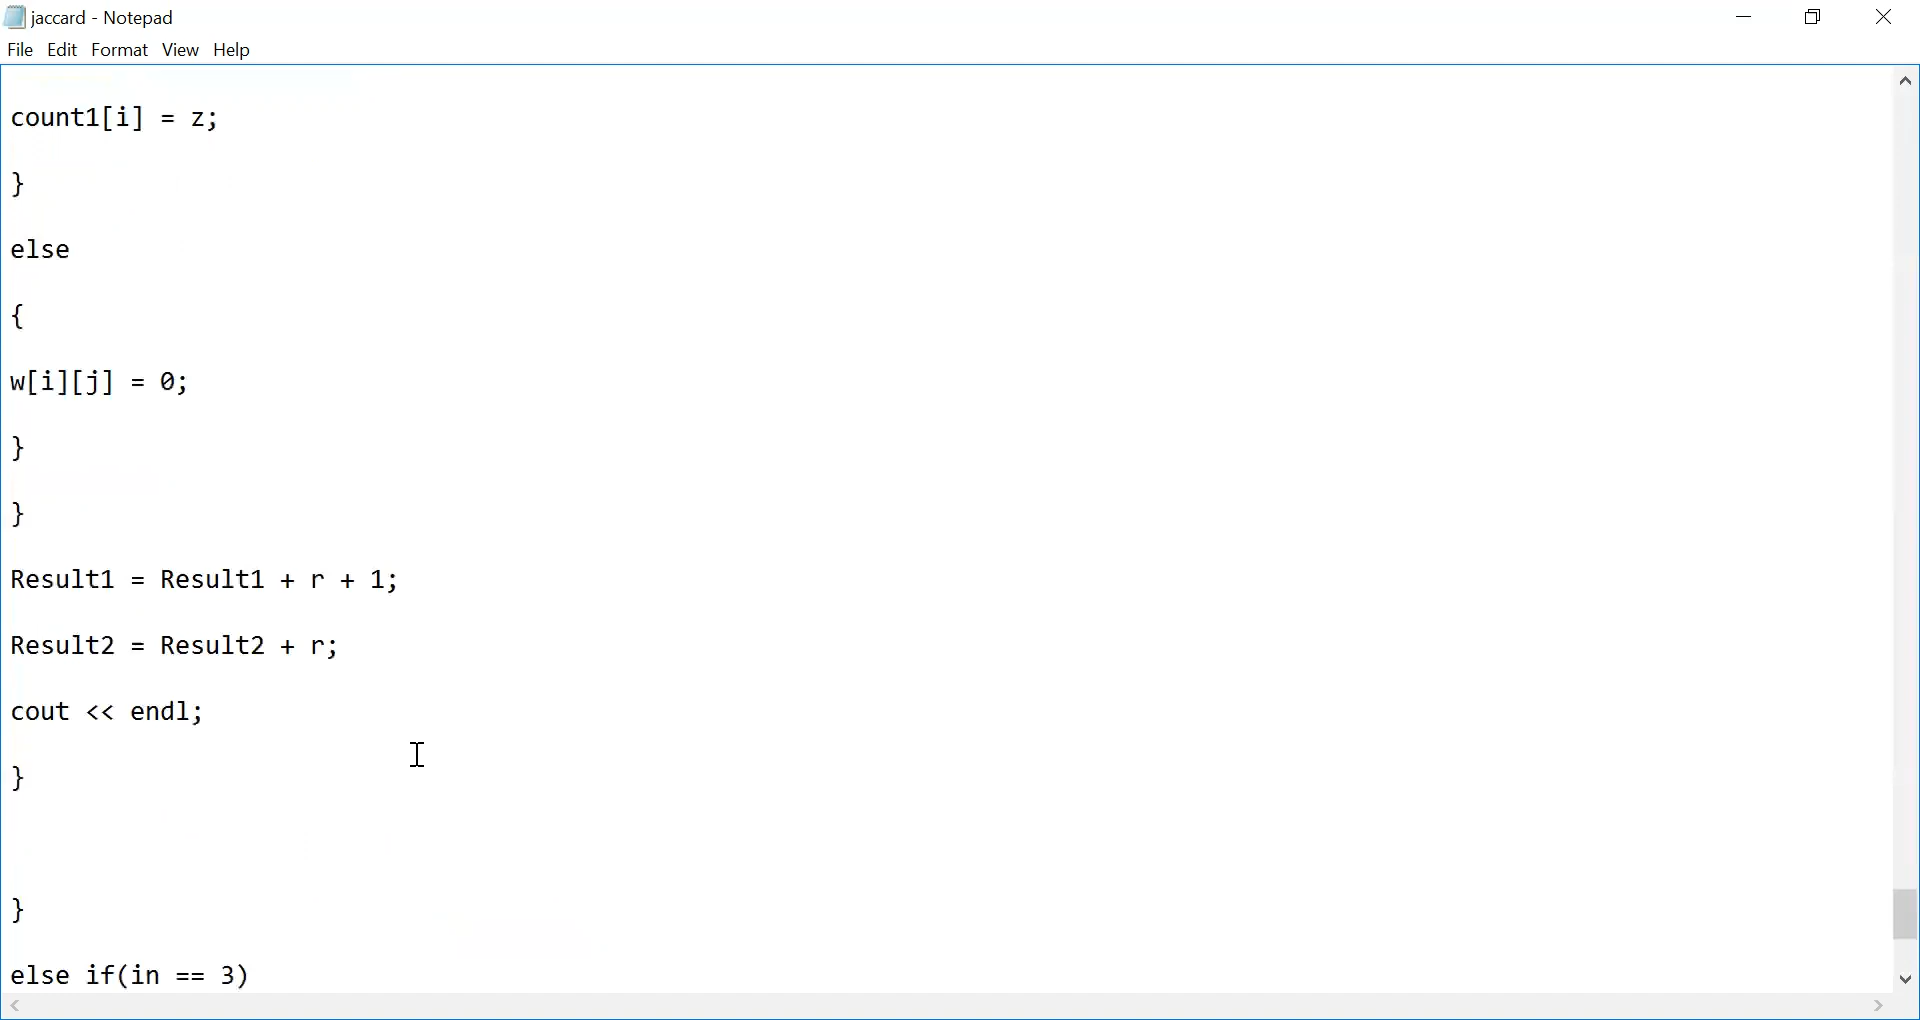 jaccard - Notepad
File Edit Format View Help
count1[i] = z;
}
else
{
w[i][j] = 0;
}
}
Result1 = Result1 + r + 1;
Result2 = Result2 + r;
cout << endl;
}
}
else if(in == 3)